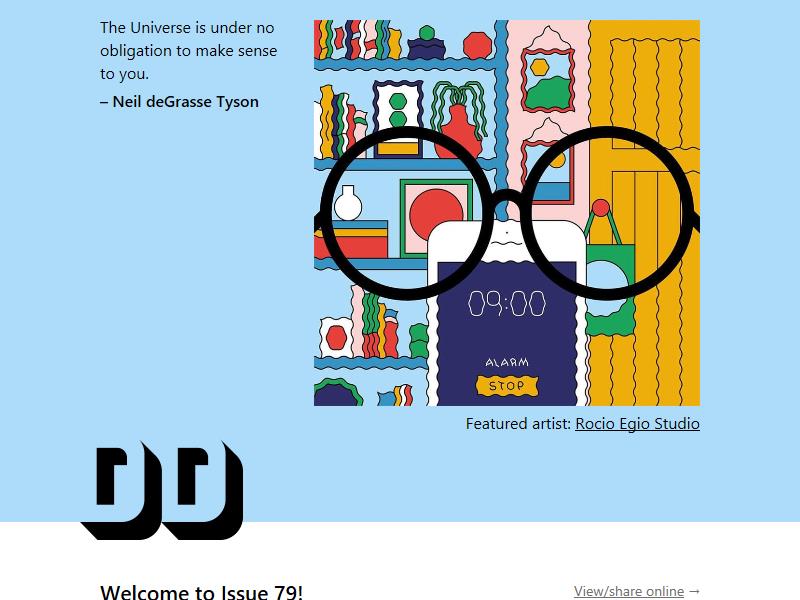 The Universe is under no
obligation to make sense
to you.
– Neil deGrasse Tyson
09:00
ALARM
STOP
Featured artist: Rocio Egio Studio
Welcome to Issue 79!
View/share online →